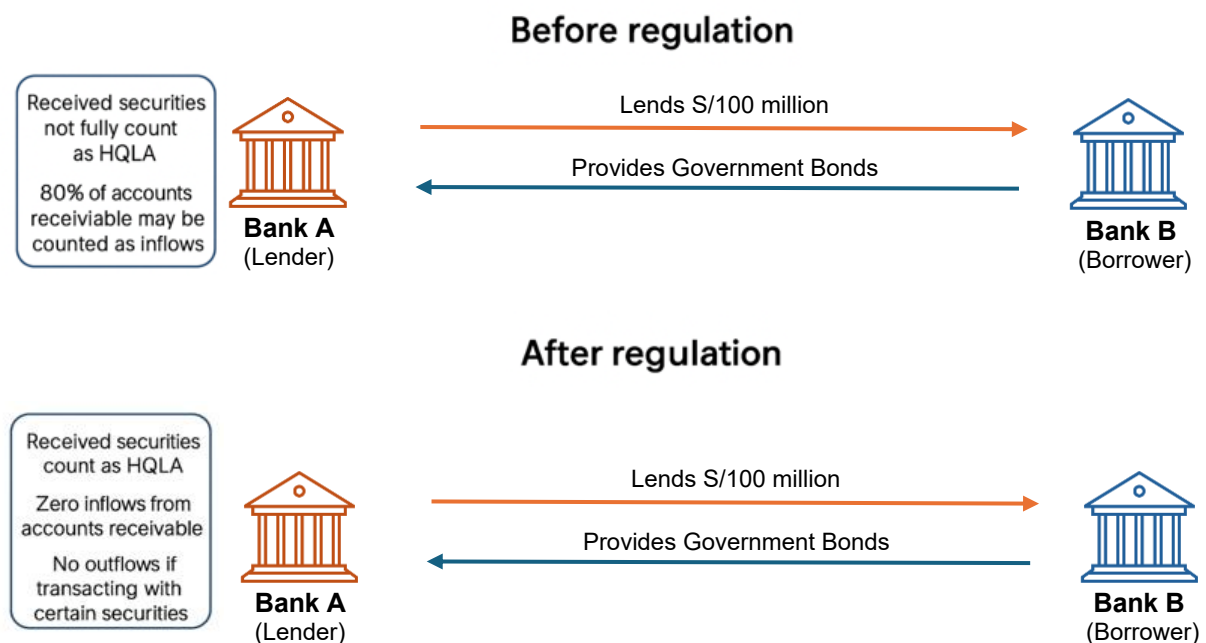 Before regulation
Received securities
not fully count
as HQLA
80% of accounts
receiviable may be
counted as inflows
Bank A
(Lender)
Lends S/100 million
Provides Government Bonds
Bank B
(Borrower)
After regulation
Received securities
count as HQLA
Zero inflows from
accounts receivable
No outflows if
transacting with
certain securities
Bank A
(Lender)
Lends S/100 million
Provides Government Bonds
Bank B
(Borrower)